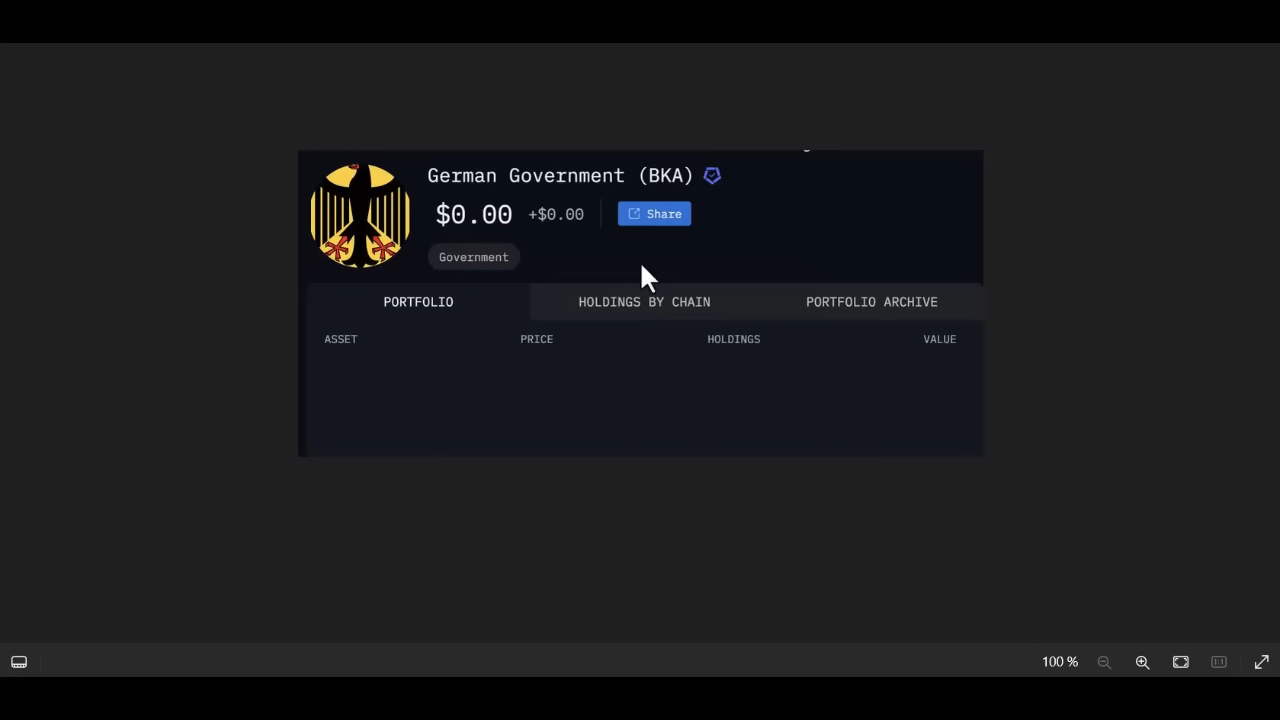 German Government (BKA)
$0.00 +$0.00 Share
Government
PORTFOLIO HOLDINGS BY CHAIN PORTFOLIO ARCHIVE
ASSET PRICE HOLDINGS VALUE
100 %